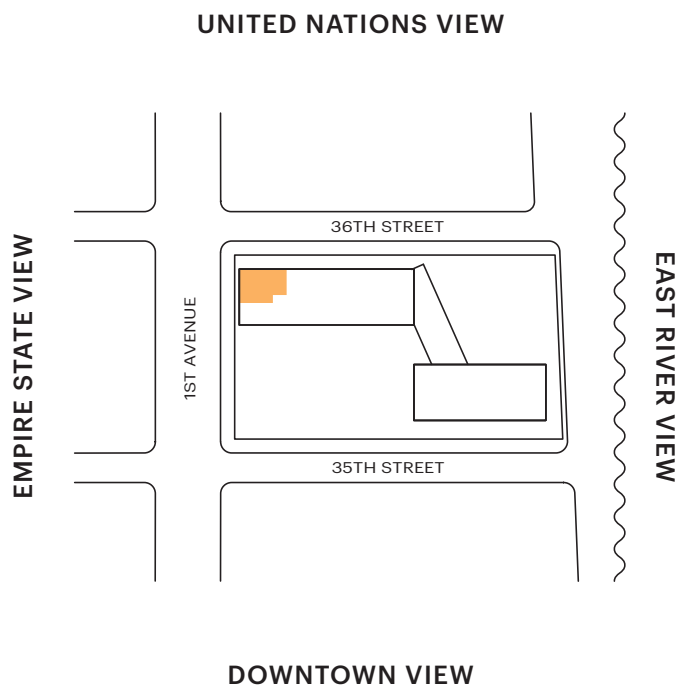 UNITED NATIONS VIEW
36TH STREET
EMPIRE STATE VIEW
1ST AVENUE
EAST RIVER VIEW
35TH STREET
DOWNTOWN VIEW